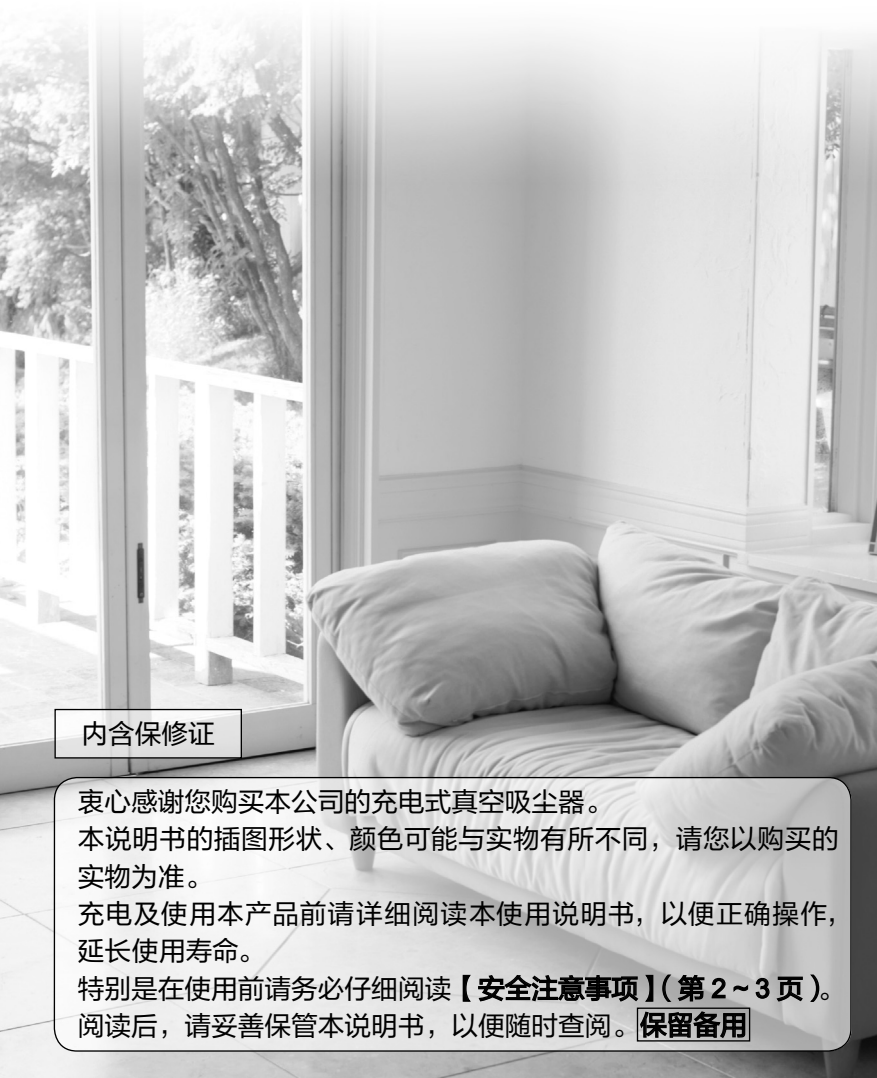 内含保修证
衷心感谢您购买本公司的充电式真空吸尘器。
本说明书的插图形状、颜色可能与实物有所不同，请您以购买的
实物为准。
充电及使用本产品前请详细阅读本使用说明书，以便正确操作，
延长使用寿命。
特别是在使用前请务必仔细阅读【安全注意事项】（第2～3页）。
阅读后，请妥善保管本说明书，以便随时查阅。保留备用